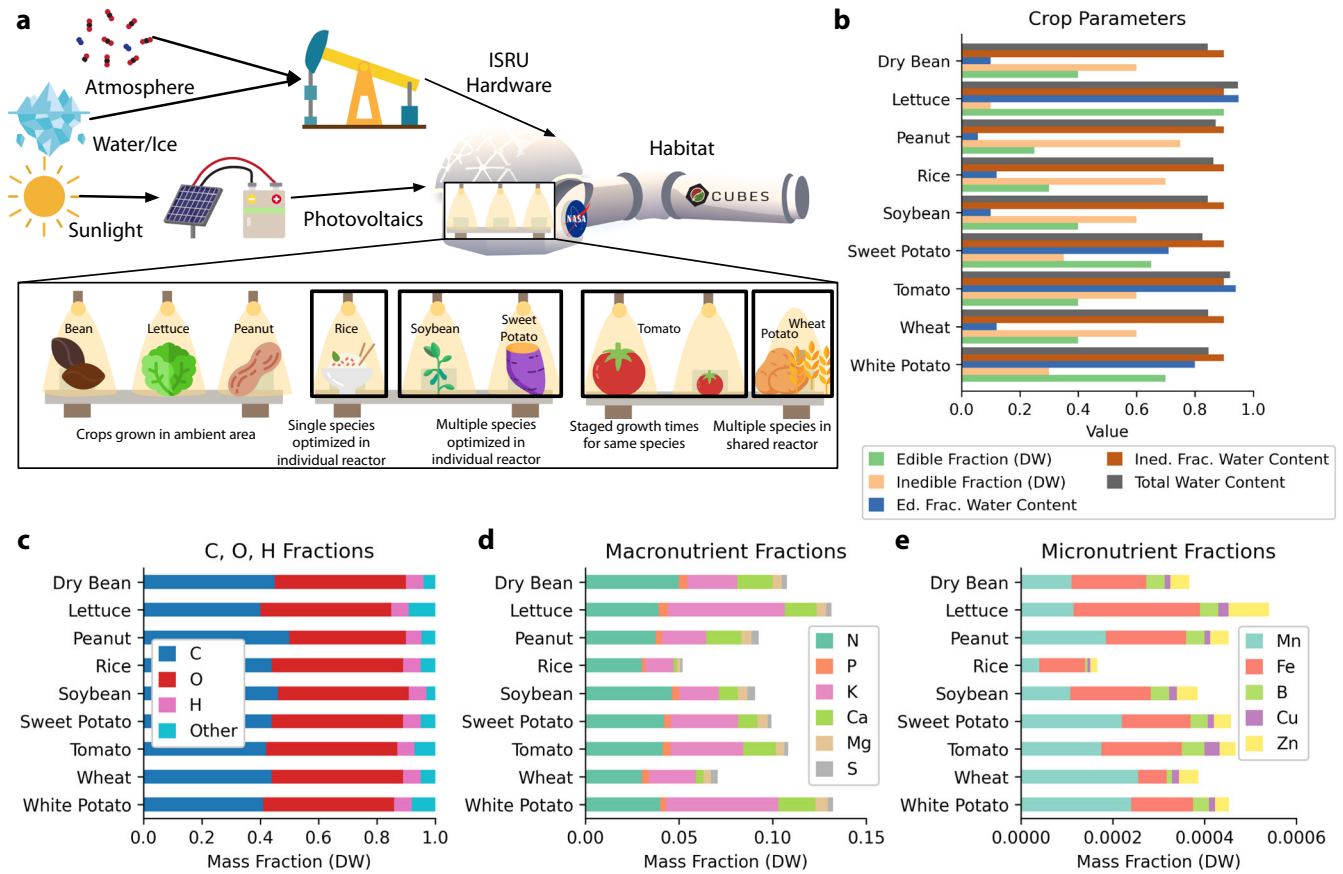 a
Atmosphere
Water/Ice
Sunlight
Photovoltaics
ISRU
Hardware
Habitat
NASA
CUBES
Bean
Lettuce
Peanut
Rice
Soybean
Sweet
Potato
Tomato
Potato
Wheat
Crops grown in ambient area
Single species
optimized in
individual reactor
Multiple species
optimized in
individual reactor
Staged growth times
for same species
Multiple species in
shared reactor
b
Crop Parameters
Dry Bean
Lettuce
Peanut
Rice
Soybean
Sweet Potato
Tomato
Wheat
White Potato
0.0 0.2 0.4 0.6 0.8 1.0
Value
Edible Fraction (DW)
Inedible Fraction (DW)
Ed. Frac. Water Content
Ined. Frac. Water Content
Total Water Content
c
C, O, H Fractions
Dry Bean
Lettuce
Peanut
Rice
Soybean
Sweet Potato
Tomato
Wheat
White Potato
C
O
H
Other
0.0 0.2 0.4 0.6 0.8 1.0
Mass Fraction (DW)
d
Macronutrient Fractions
Dry Bean
Lettuce
Peanut
Rice
Soybean
Sweet Potato
Tomato
Wheat
White Potato
N
P
K
Ca
Mg
S
0.00 0.05 0.10 0.15
Mass Fraction (DW)
e
Micronutrient Fractions
Dry Bean
Lettuce
Peanut
Rice
Soybean
Sweet Potato
Tomato
Wheat
White Potato
Mn
Fe
B
Cu
Zn
0.0000 0.0002 0.0004 0.0006
Mass Fraction (DW)